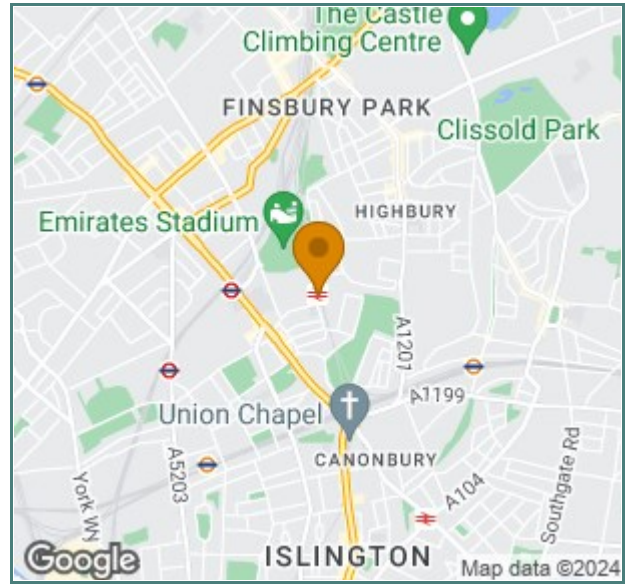 The Castle
Climbing Centre
FINSBURY PARK
Clissold Park
Emirates Stadium
HIGHBURY
A1201
A1199
Union Chapel
CANONBURY
A5203
York Wy
A104
Southgate Rd
ISLINGTON
Google
Map data ©2024